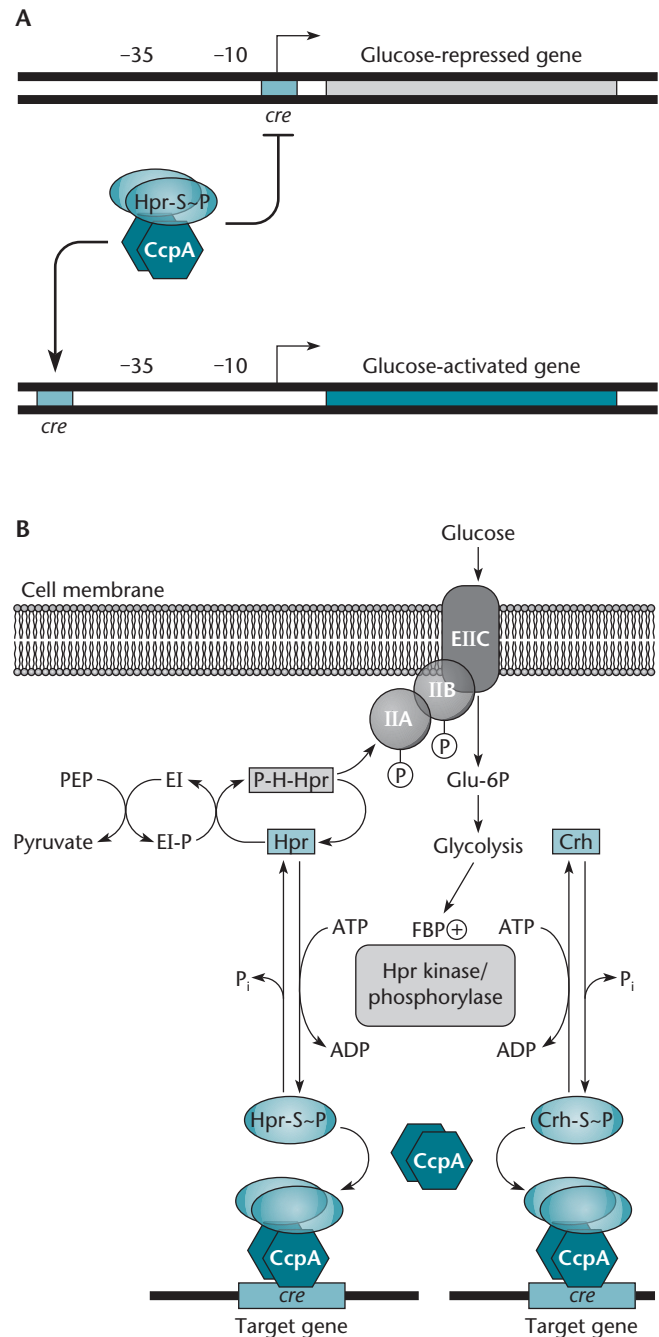 A
−35 −10 Glucose-repressed gene
cre
Hpr-S~P
CcpA
−35 −10 Glucose-activated gene
cre
B
Glucose
Cell membrane
EIIC
IIB
IIA
P
P
PEP EI P-H-Hpr
Glu-6P
Pyruvate EI-P Hpr Glycolysis Crh
ATP FBP + ATP
Hpr kinase/
phosphorylase
Pi Pi
ADP ADP
Hpr-S~P Crh-S~P
CcpA
CcpA CcpA
cre cre
Target gene Target gene